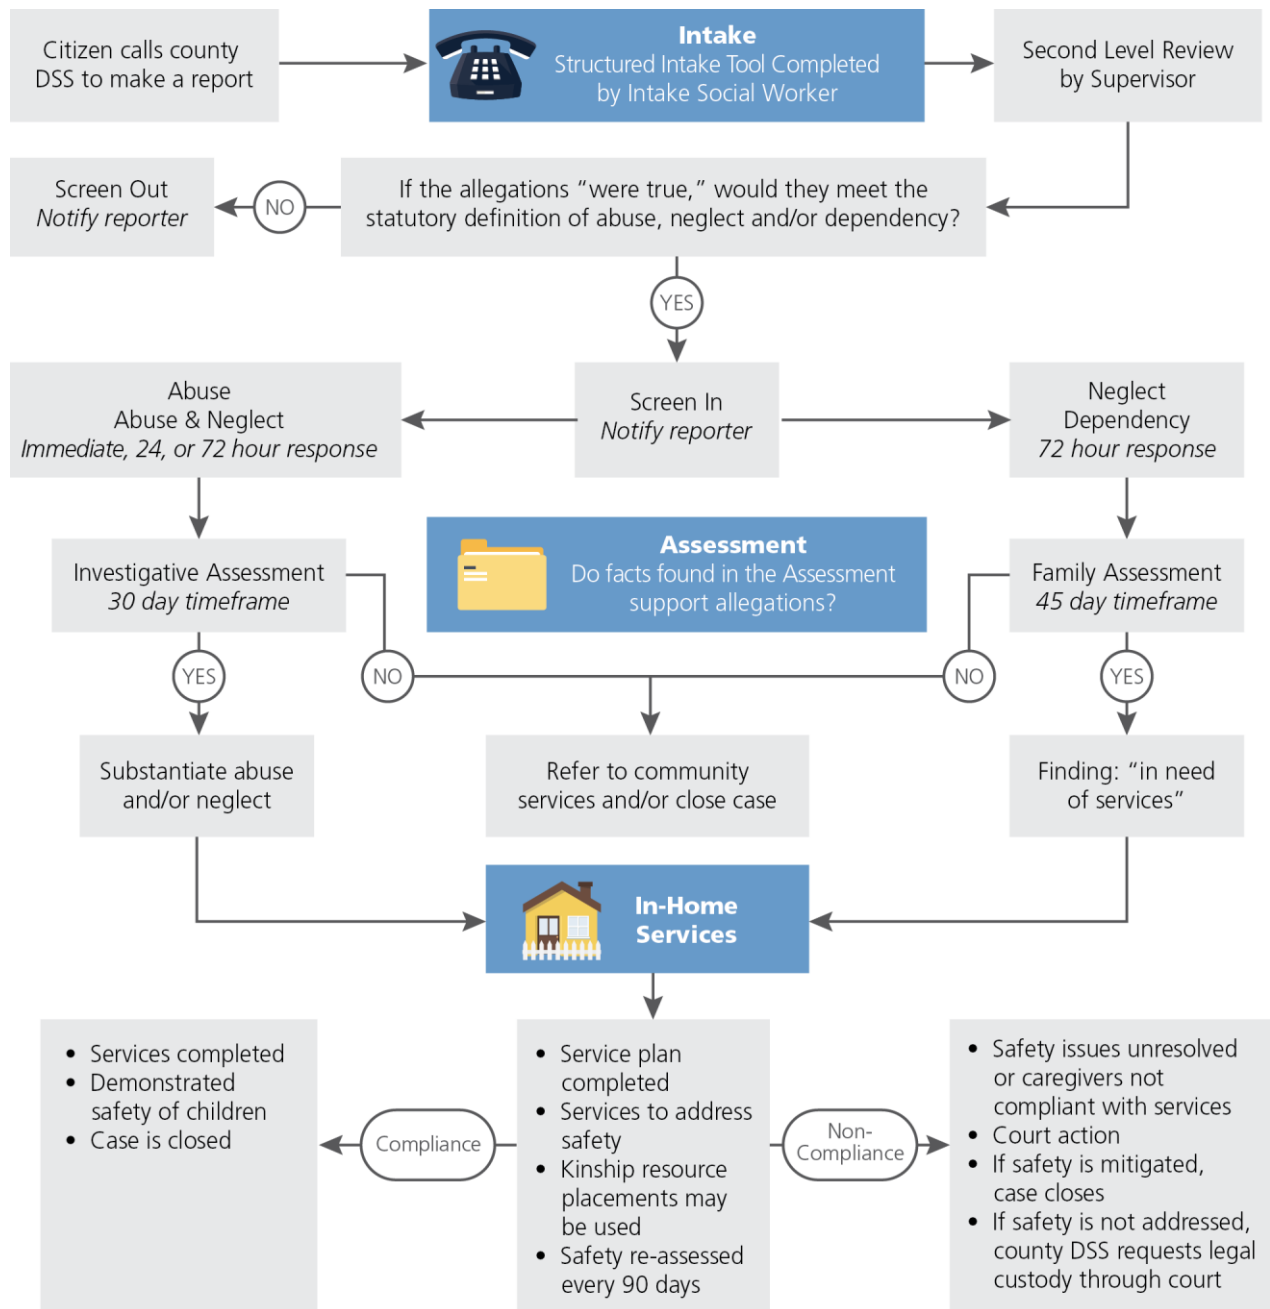 Citizen calls county
DSS to make a report
Intake
Structured Intake Tool Completed
by Intake Social Worker
Second Level Review
by Supervisor
Screen Out
Notify reporter
NO
If the allegations “were true,” would they meet the
statutory definition of abuse, neglect and/or dependency?
YES
Abuse
Abuse & Neglect
Immediate, 24, or 72 hour response
Screen In
Notify reporter
Neglect
Dependency
72 hour response
Investigative Assessment
30 day timeframe
Assessment
Do facts found in the Assessment
support allegations?
Family Assessment
45 day timeframe
YES
NO
NO
YES
Substantiate abuse
and/or neglect
Refer to community
services and/or close case
Finding: “in need
of services”
In-Home
Services
• Services completed
• Demonstrated
safety of children
• Case is closed
Compliance
• Service plan
completed
• Services to address
safety
• Kinship resource
placements may
be used
• Safety re-assessed
every 90 days
Non-
Compliance
• Safety issues unresolved
or caregivers not
compliant with services
• Court action
• If safety is mitigated,
case closes
• If safety is not addressed,
county DSS requests legal
custody through court